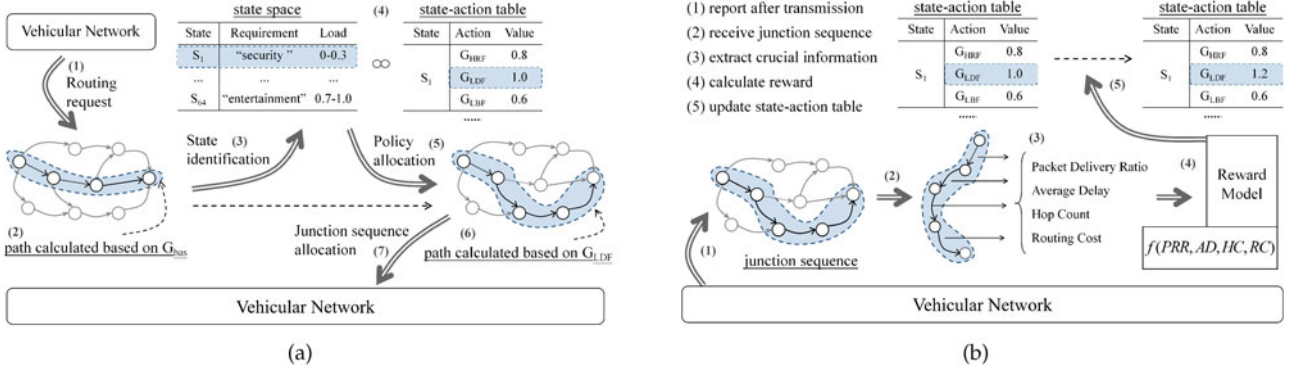 state space
(4)
state-action table
Vehicular Network
State Requirement Load
S1 “security ” 0-0.3
... ... ...
S64 “entertainment” 0.7-1.0
∞
State Action Value
GHRF 0.8
S1 GLDF 1.0
GLBF 0.6
.....
(1)
Routing
request
State
identification
(3)
Policy
allocation
(5)
(2)
path calculated based on Gbas
Junction sequence
allocation
(7)
(6)
path calculated based on GLDF
Vehicular Network
(a)
(1) report after transmission
(2) receive junction sequence
(3) extract crucial information
(4) calculate reward
(5) update state-action table
state-action table
State Action Value
GHRF 0.8
S1 GLDF 1.0
GLBF 0.6
.....
state-action table
State Action Value
GHRF 0.8
S1 GLDF 1.2
GLBF 0.6
.....
(5)
(3)
(2)
Packet Delivery Ratio
Average Delay
Hop Count
Routing Cost
(4)
Reward
Model
f(PRR, AD, HC, RC)
(1)
junction sequence
Vehicular Network
(b)